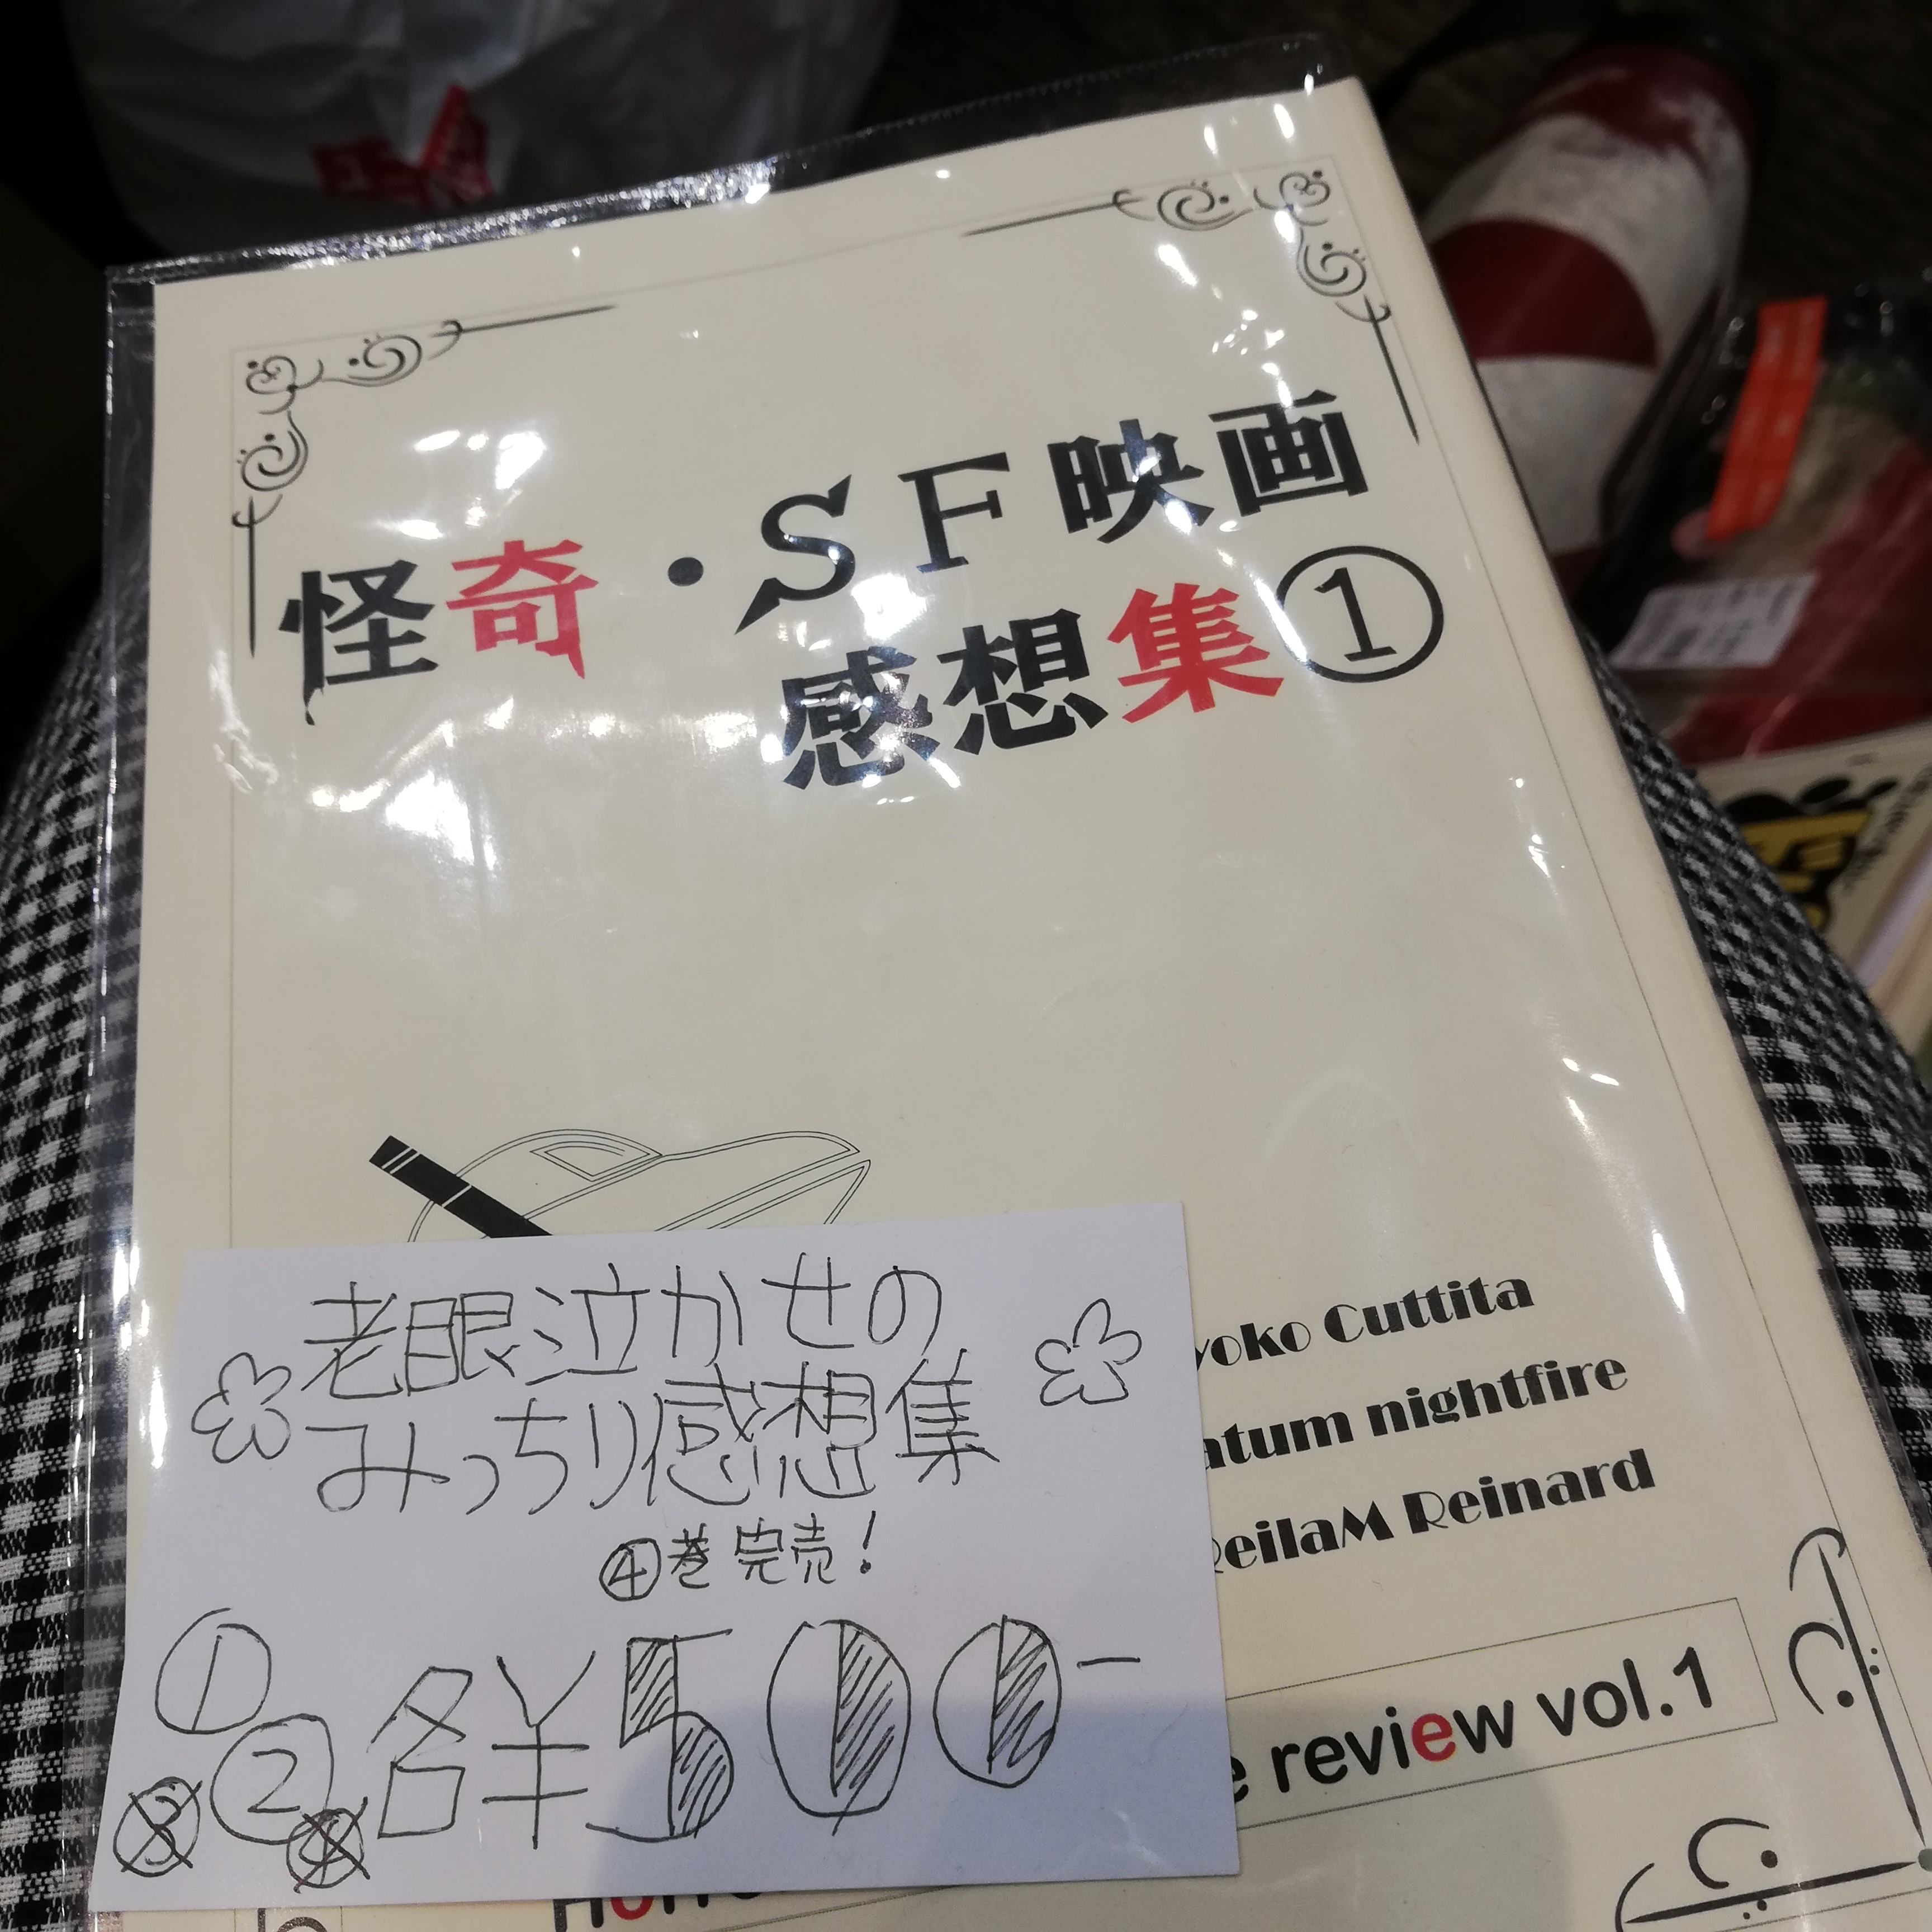 怪奇・SF映画
感想集①
老眼泣かせの
みっちり感想集
④巻完売!
①
② 各¥500-
③ ④
yoko Cuttita
atum nightfire
ReilaM Reinard
e review vol.1